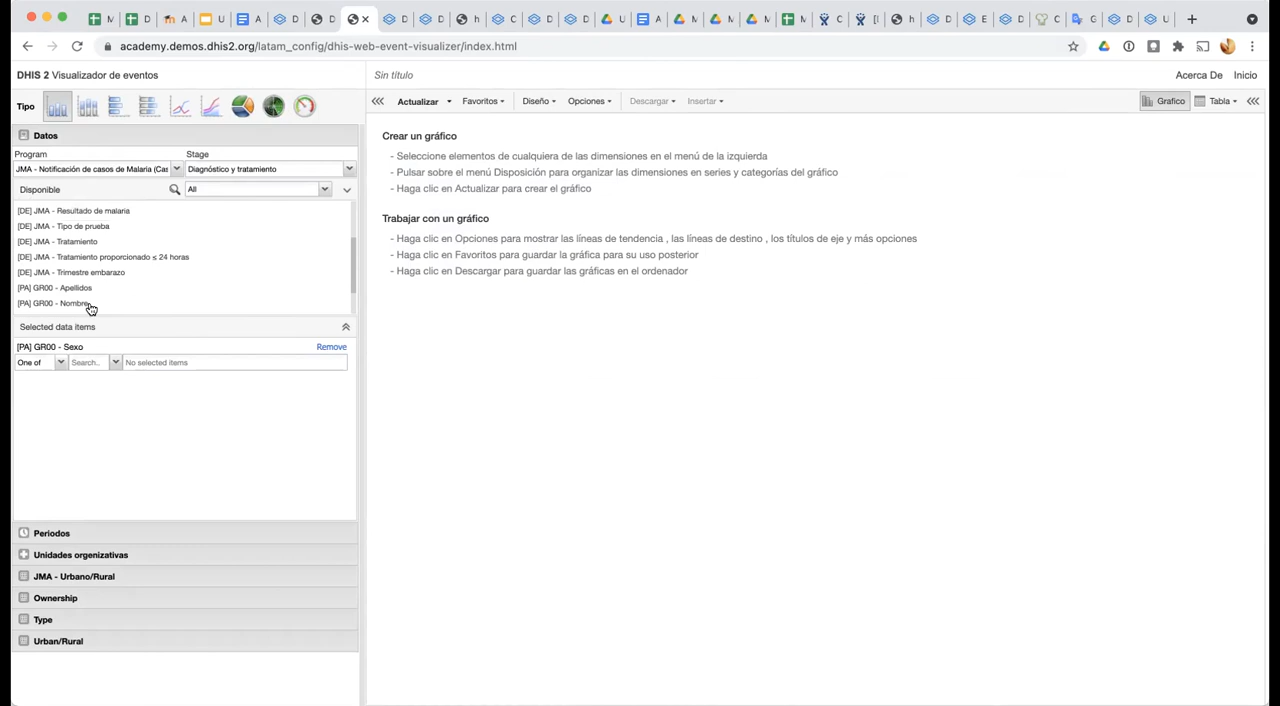 M
D
A
U
A
D
D
D
D
h
C
D
D
U
A
M
M
M
C
[I
h
D
E
D
C
G
D
U
academy.demos.dhis2.org/latam_config/dhis-web-event-visualizer/index.html
DHIS 2 Visualizador de eventos
Sin título
Acerca De Inicio
Tipo
Actualizar Favoritos Diseño Opciones Descargar Insertar Grafico Tabla
Datos
Program Stage
JMA - Notificación de casos de Malaria (Cas Diagnóstico y tratamiento
Disponible All
[DE] JMA - Resultado de malaria
[DE] JMA - Tipo de prueba
[DE] JMA - Tratamiento
[DE] JMA - Tratamiento proporcionado ≤ 24 horas
[DE] JMA - Trimestre embarazo
[PA] GR00 - Apellidos
[PA] GR00 - Nombre
Selected data items
[PA] GR00 - Sexo Remove
One of Search.. No selected items
Periodos
Unidades organizativas
JMA - Urbano/Rural
Ownership
Type
Urban/Rural
Crear un gráfico
- Seleccione elementos de cualquiera de las dimensiones en el menú de la izquierda
- Pulsar sobre el menú Disposición para organizar las dimensiones en series y categorías del gráfico
- Haga clic en Actualizar para crear el gráfico
Trabajar con un gráfico
- Haga clic en Opciones para mostrar las líneas de tendencia , las líneas de destino , los títulos de eje y más opciones
- Haga clic en Favoritos para guardar la gráfica para su uso posterior
- Haga clic en Descargar para guardar las gráficas en el ordenador